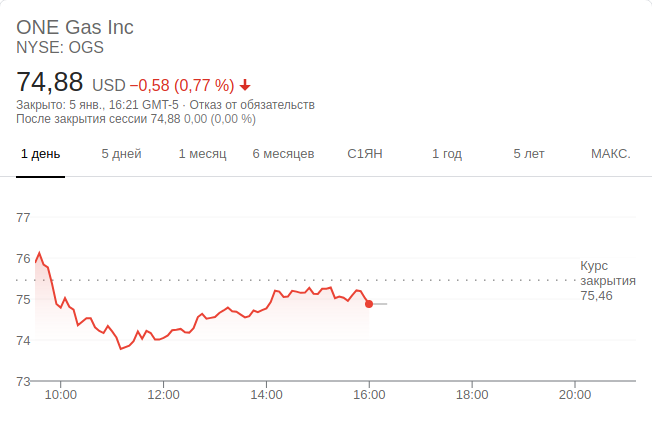 ONE Gas Inc
NYSE: OGS
74,88 USD −0,58 (0,77 %)
Закрыто: 5 янв., 16:21 GMT-5 · Отказ от обязательств
После закрытия сессии 74,88 0,00 (0,00 %)
1 день 5 дней 1 месяц 6 месяцев С1ЯН 1 год 5 лет МАКС.
77
76
75
74
73
Курс
закрытия
75,46
10:00 12:00 14:00 16:00 18:00 20:00